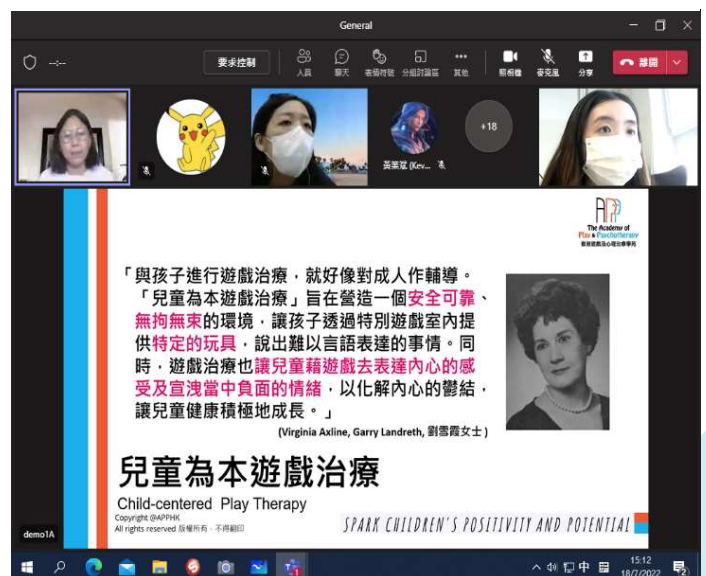 General
--:--
要求控制
人員
聊天
表情符號
分組討論區
其他
照相機
麥克風
分享
離開
黃業斌 (Kev...
+18
APP
The Academy of
Play & Psychotherapy
香港遊戲及心理治療學苑
「與孩子進行遊戲治療，就好像對成人作輔導。
「兒童為本遊戲治療」旨在營造一個安全可靠、
無拘無束的環境，讓孩子透過特別遊戲室內提
供特定的玩具，說出難以言語表達的事情。同
時，遊戲治療也讓兒童藉遊戲去表達內心的感
受及宣洩當中負面的情緒，以化解內心的鬱結，
讓兒童健康積極地成長。」
(Virginia Axline, Garry Landreth, 劉雪霞女士)
兒童為本遊戲治療
Child-centered Play Therapy
Copyright @APPHK
All rights reserved 版權所有，不得翻印
SPARK CHILDREN'S POSITIVITY AND POTENTIAL
demo1A
中
15:12
18/7/2022